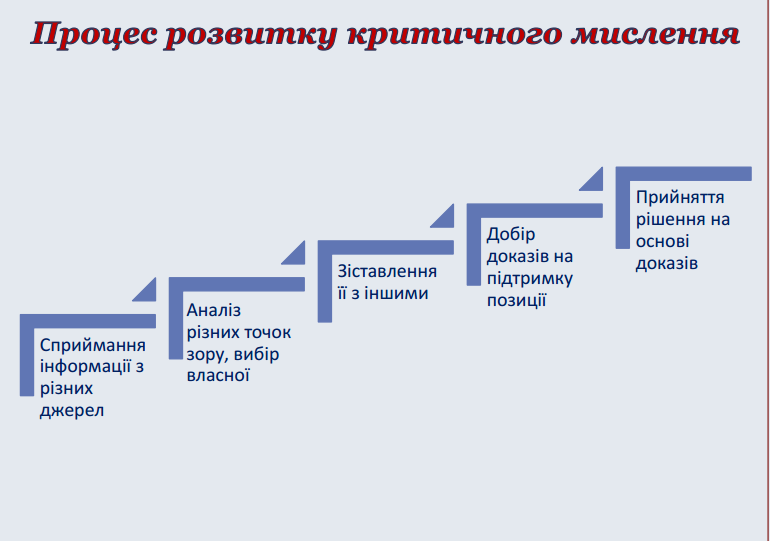 Процес розвитку критичного мислення
Сприймання
інформації з
різних
джерел
Аналіз
різних точок
зору, вибір
власної
Зіставлення
її з іншими
Добір
доказів на
підтримку
позиції
Прийняття
рішення на
основі
доказів